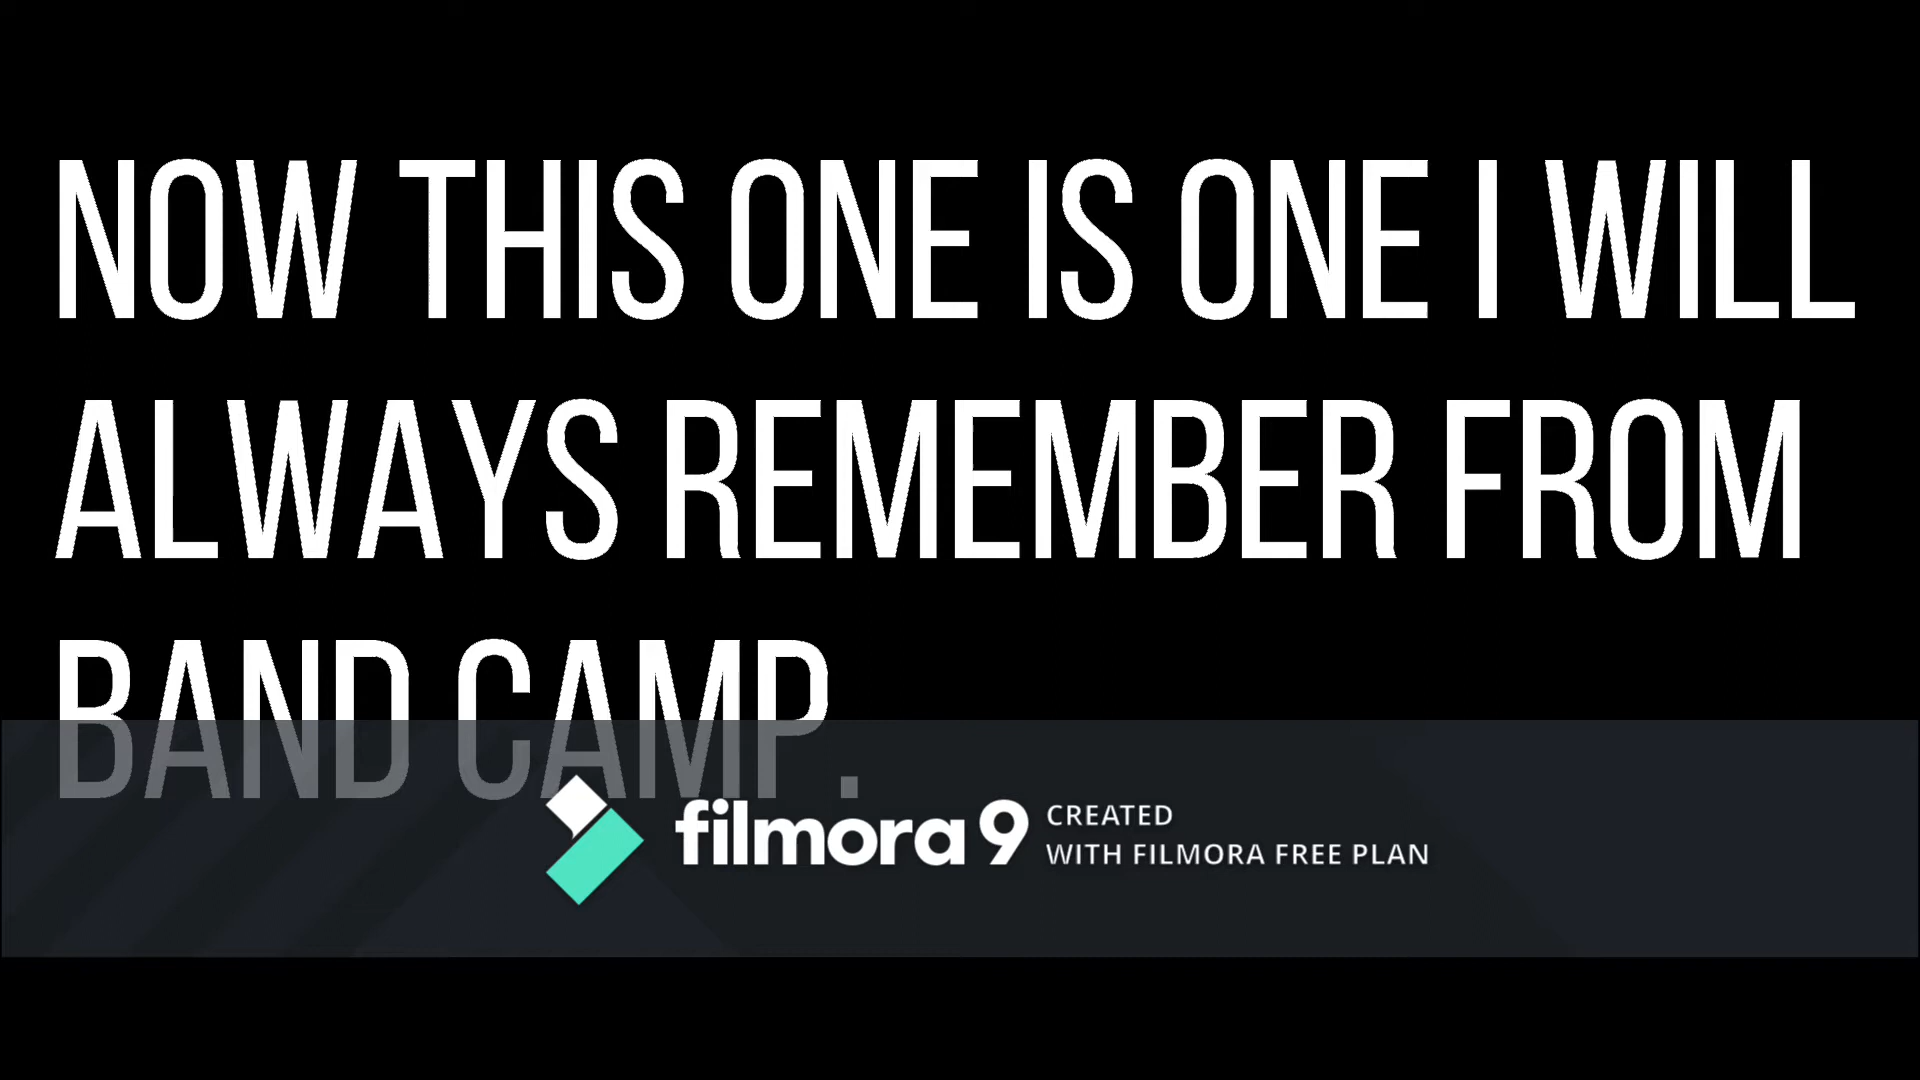 NOW THIS ONE IS ONE I WILL
ALWAYS REMEMBER FROM
BAND CAMP.
filmora 9
CREATED
WITH FILMORA FREE PLAN